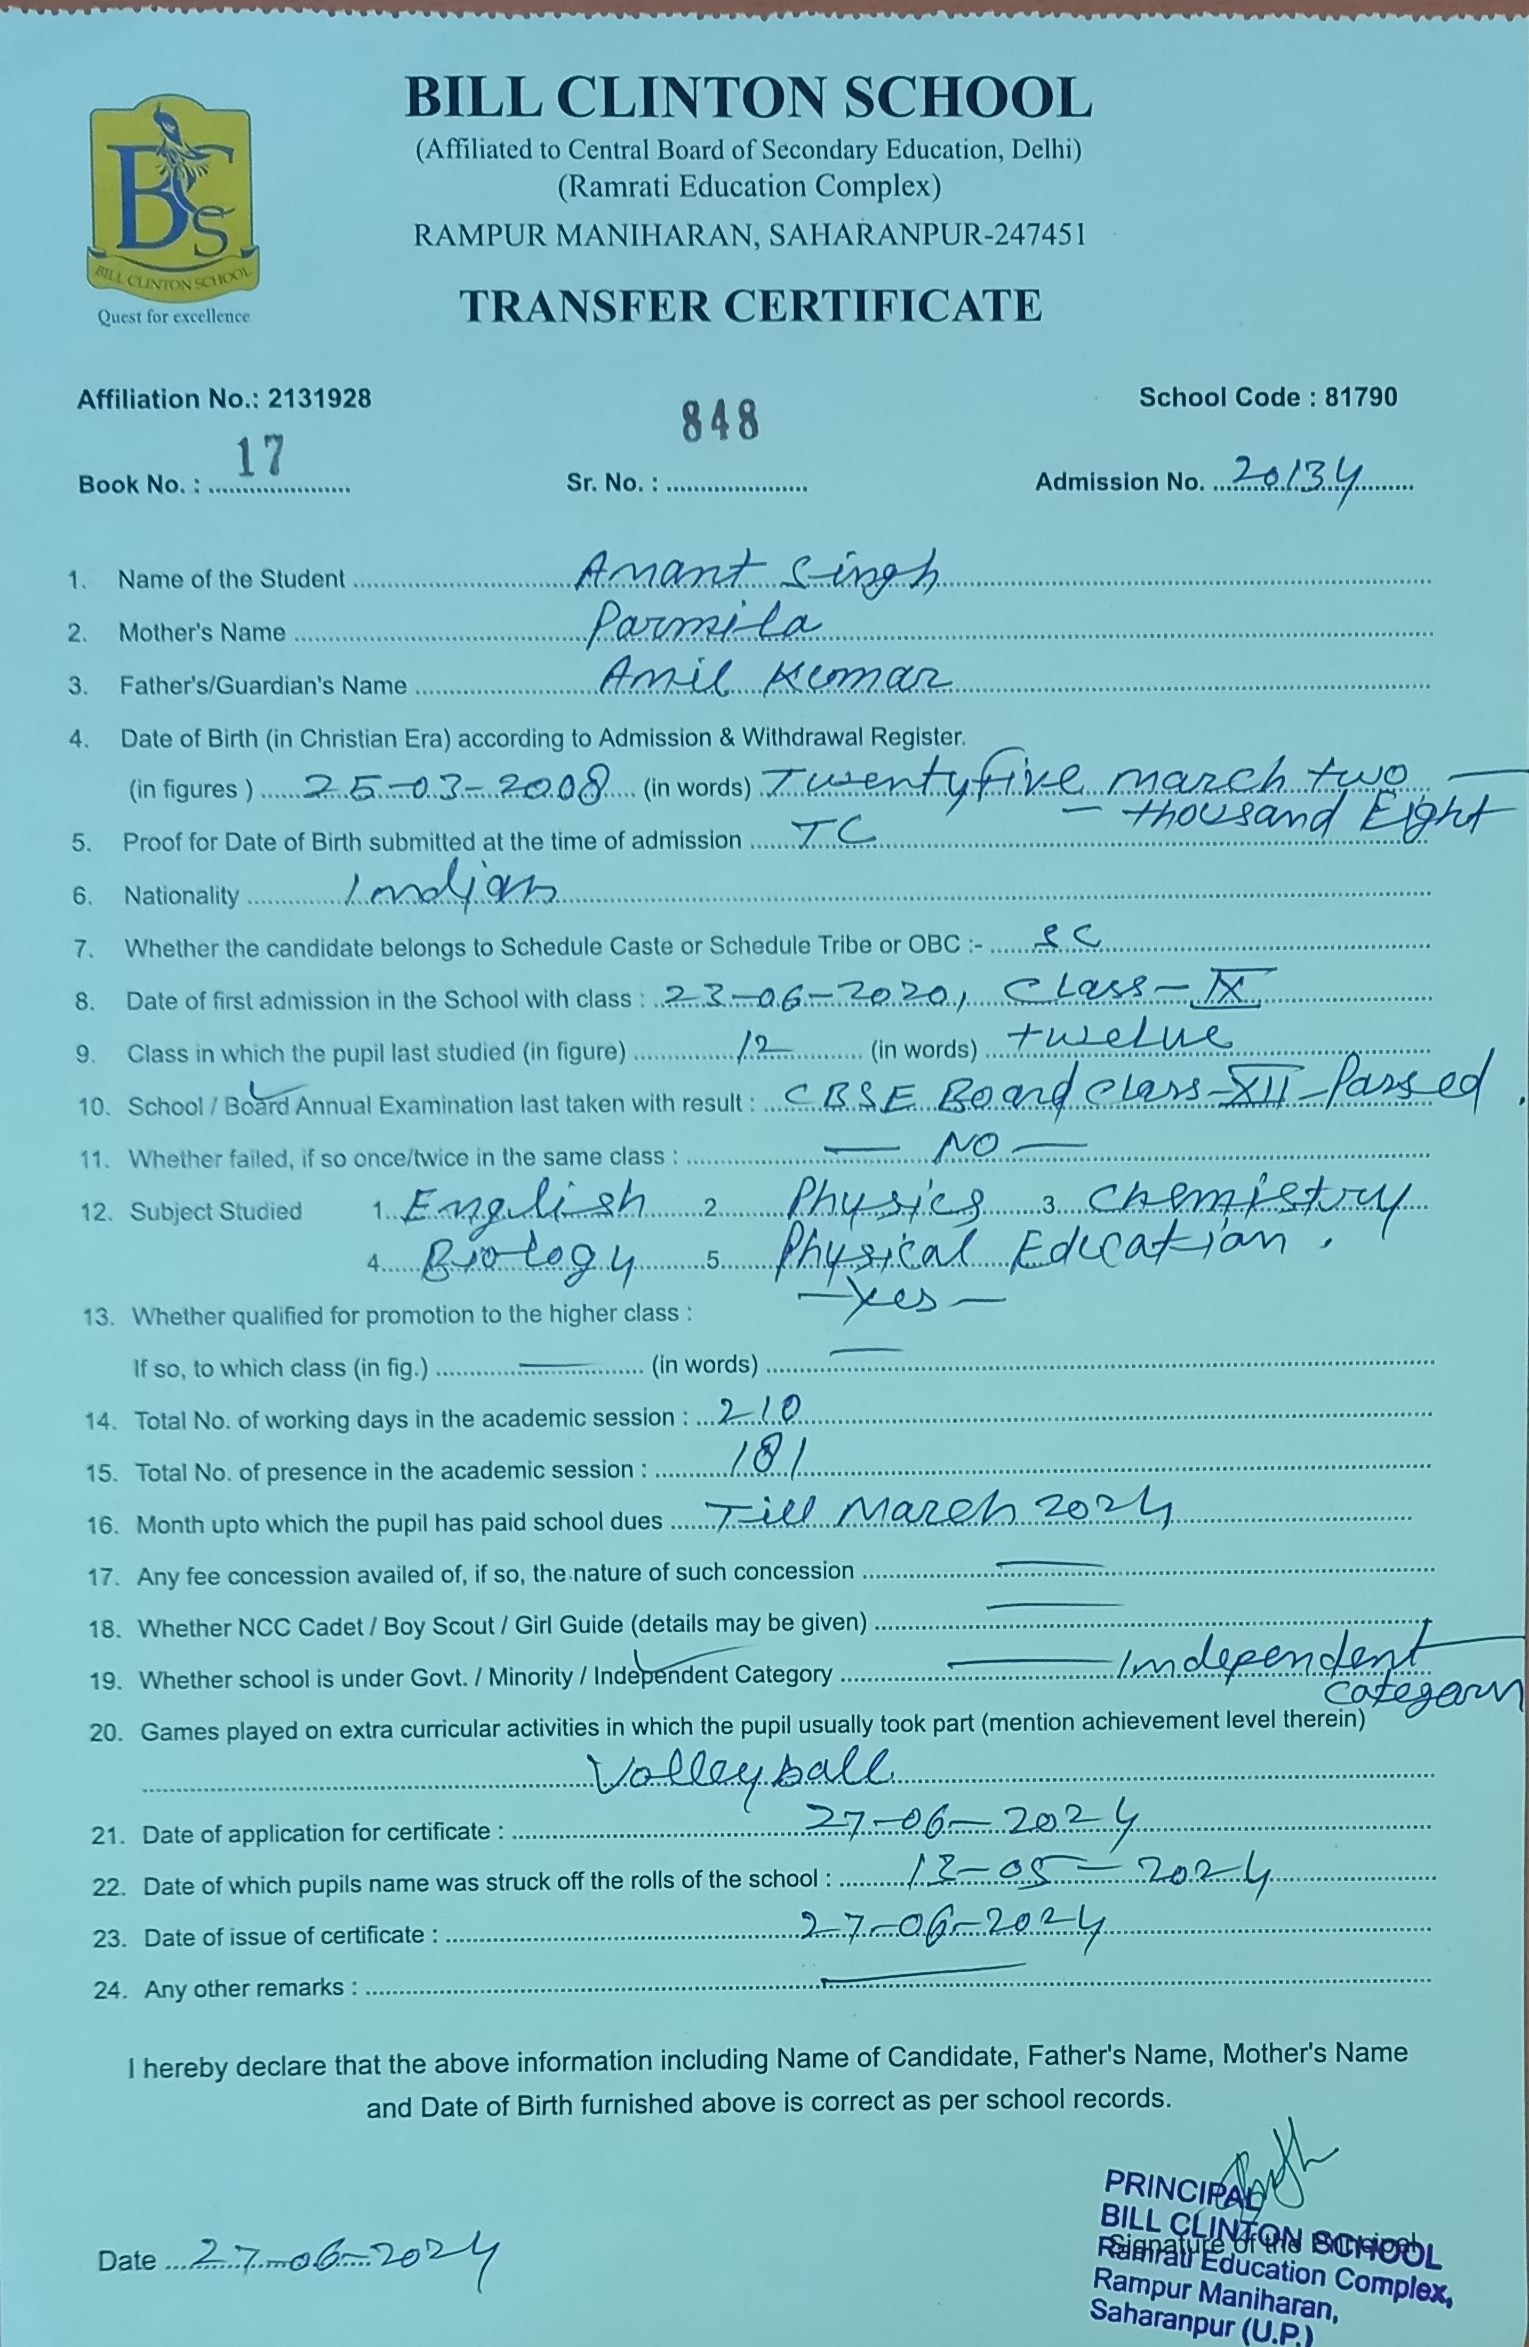 BILL CLINTON SCHOOL
(Affiliated to Central Board of Secondary Education, Delhi)
(Ramrati Education Complex)
RAMPUR MANIHARAN, SAHARANPUR-247451
BCS
BILL CLINTON SCHOOL
Quest for excellence
TRANSFER CERTIFICATE
Affiliation No.: 2131928 School Code : 81790
Book No. : 17 Sr. No. : 848 Admission No. 20134
1. Name of the Student Anant Singh
2. Mother's Name Parmila
3. Father's/Guardian's Name Anil Kumar
4. Date of Birth (in Christian Era) according to Admission & Withdrawal Register.
(in figures ) 25-03-2008 (in words) Twentyfive march two —
— thousand Eight
5. Proof for Date of Birth submitted at the time of admission TC
6. Nationality Indian
7. Whether the candidate belongs to Schedule Caste or Schedule Tribe or OBC :- SC
8. Date of first admission in the School with class : 23-06-2020, Class-IX
9. Class in which the pupil last studied (in figure) 12 (in words) twelve
10. School / Board Annual Examination last taken with result : CBSE Board Class-XII-Passed.
11. Whether failed, if so once/twice in the same class : — NO —
12. Subject Studied 1. English 2. Physics 3. Chemistry
4. Biology 5. Physical Education.
13. Whether qualified for promotion to the higher class : -Yes-
If so, to which class (in fig.) — (in words) —
14. Total No. of working days in the academic session : 210
15. Total No. of presence in the academic session : 181
16. Month upto which the pupil has paid school dues Till March 2024
17. Any fee concession availed of, if so, the nature of such concession —
18. Whether NCC Cadet / Boy Scout / Girl Guide (details may be given) —
19. Whether school is under Govt. / Minority / Independent Category — Independent
category
20. Games played on extra curricular activities in which the pupil usually took part (mention achievement level therein)
Volleyball
21. Date of application for certificate : 27-06-2024
22. Date of which pupils name was struck off the rolls of the school : -05-2024
23. Date of issue of certificate : 27-06-2024
24. Any other remarks : —
I hereby declare that the above information including Name of Candidate, Father's Name, Mother's Name
and Date of Birth furnished above is correct as per school records.
Date 27-06-2024
PRINCIPAL
BILL CLINTON SCHOOL
Signature of the Principal
Ramrati Education Complex,
Rampur Maniharan,
Saharanpur (U.P.)